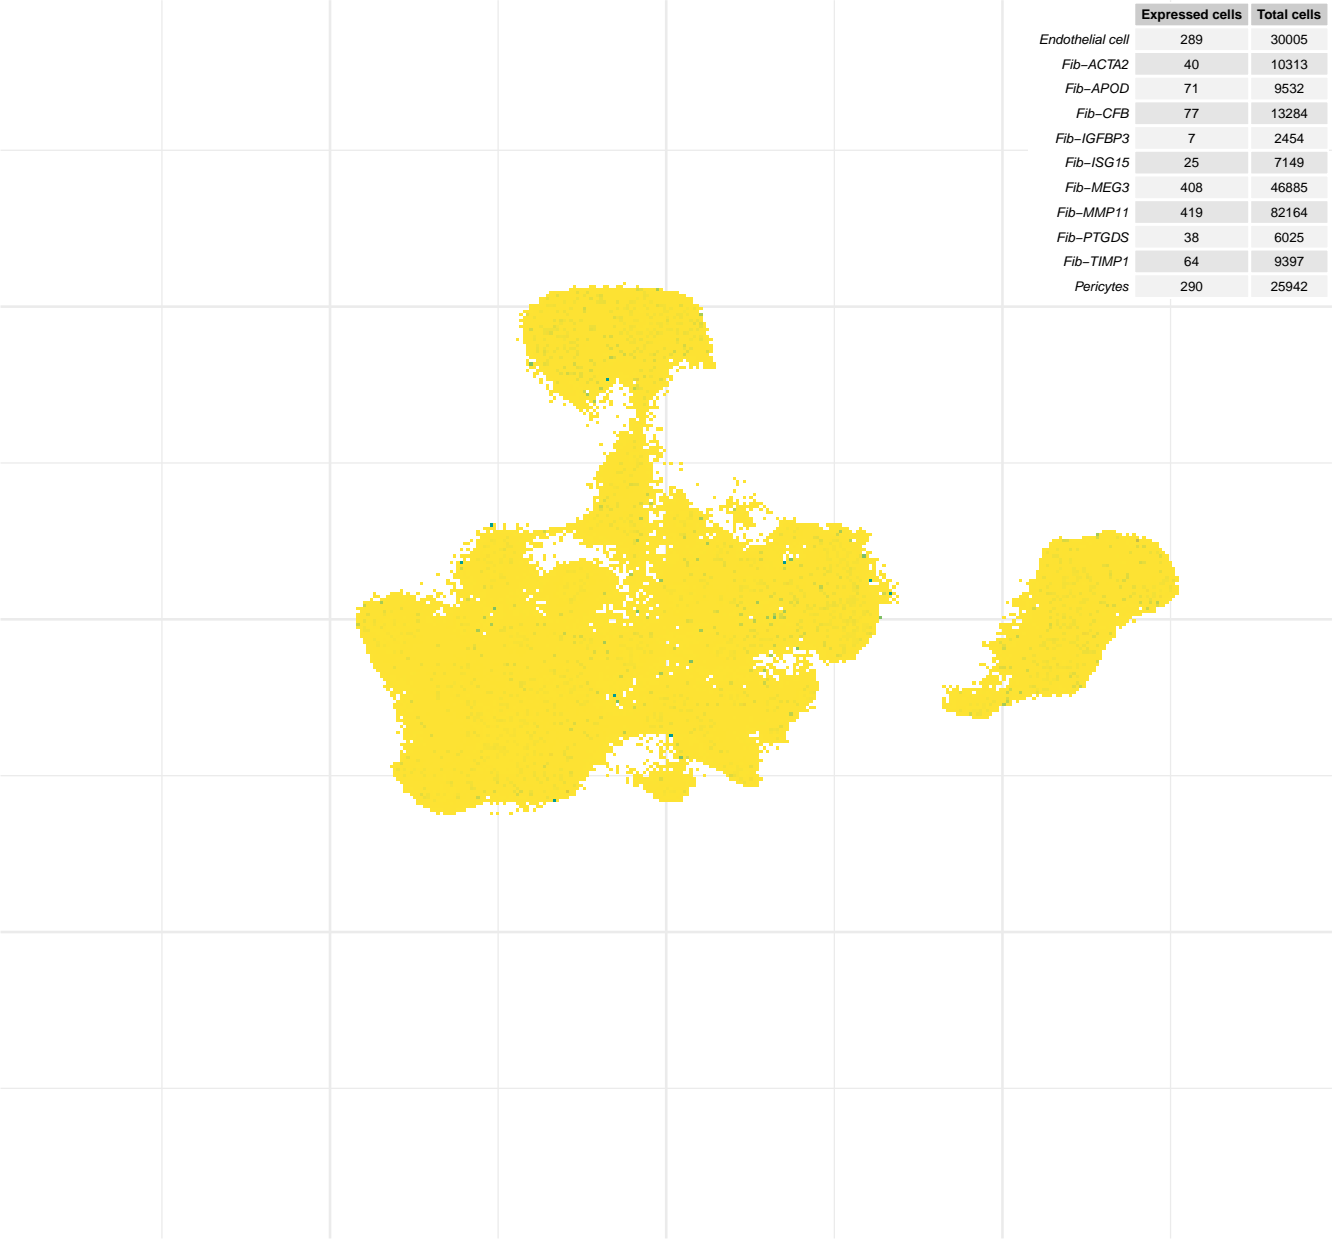 Expressed cells Total cells
Endothelial cell 289 30005
Fib−ACTA2 40 10313
Fib−APOD 71 9532
Fib−CFB 77 13284
Fib−IGFBP3 7 2454
Fib−ISG15 25 7149
Fib−MEG3 408 46885
Fib−MMP11 419 82164
Fib−PTGDS 38 6025
Fib−TIMP1 64 9397
Pericytes 290 25942